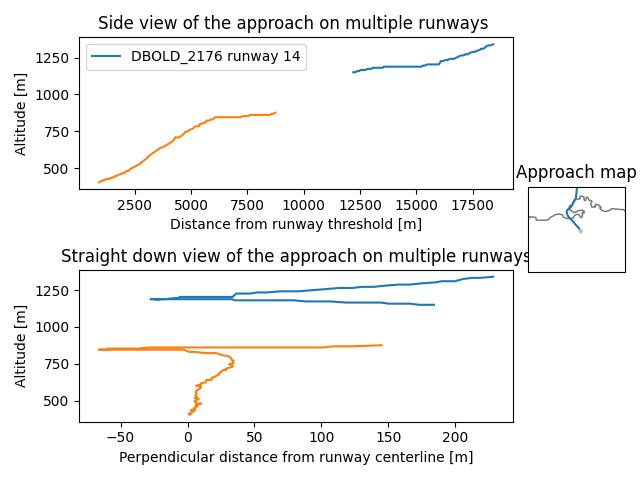 Side view of the approach on multiple runways
Altitude [m]
1250
1000
750
500
DBOLD_2176 runway 14
2500
5000
7500
10000
12500
15000
17500
Distance from runway threshold [m]
Approach map
Straight down view of the approach on multiple runways
Altitude [m]
1250
1000
750
500
−50
0
50
100
150
200
Perpendicular distance from runway centerline [m]